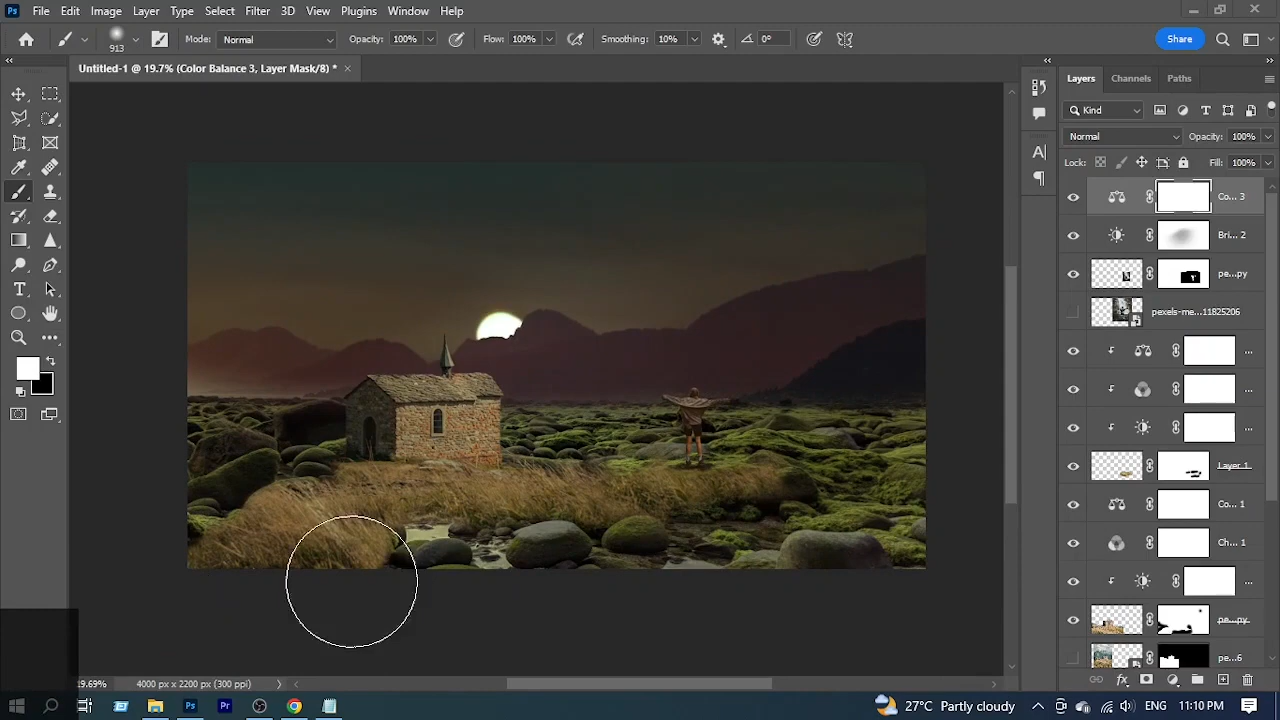 Ps File Edit Image Layer Type Select Filter 3D View Plugins Window Help
913 Mode: Normal Opacity: 100% Flow: 100% Smoothing: 10% 0° Share
Untitled-1 @ 19.7% (Color Balance 3, Layer Mask/8) *
Layers Channels Paths
Kind
Normal Opacity: 100%
Lock: Fill: 100%
Co... 3
Bri... 2
pe...py
pexels-me...11825206
...
...
...
Layer 1
Co... 1
Ch... 1
...
pa...py
pe...6
19.69% 4000 px x 2200 px (300 ppi)
Ps Pr 27°C Partly cloudy ENG 11:10 PM